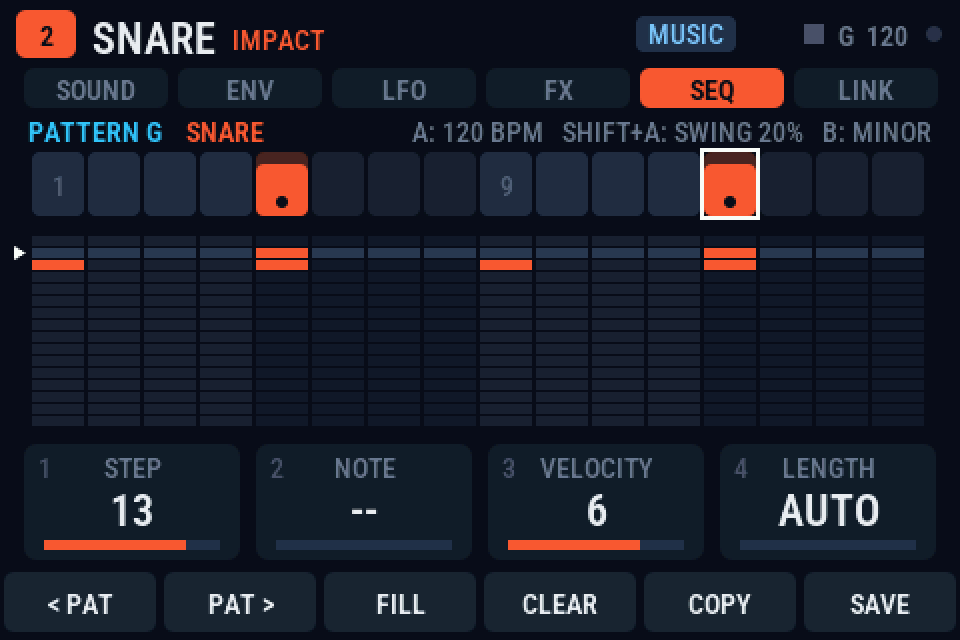 2 SNARE IMPACT MUSIC G 120
SOUND ENV LFO FX SEQ LINK
PATTERN G SNARE A: 120 BPM SHIFT+A: SWING 20% B: MINOR
1 9
1 STEP 2 NOTE 3 VELOCITY 4 LENGTH
13 -- 6 AUTO
< PAT PAT > FILL CLEAR COPY SAVE